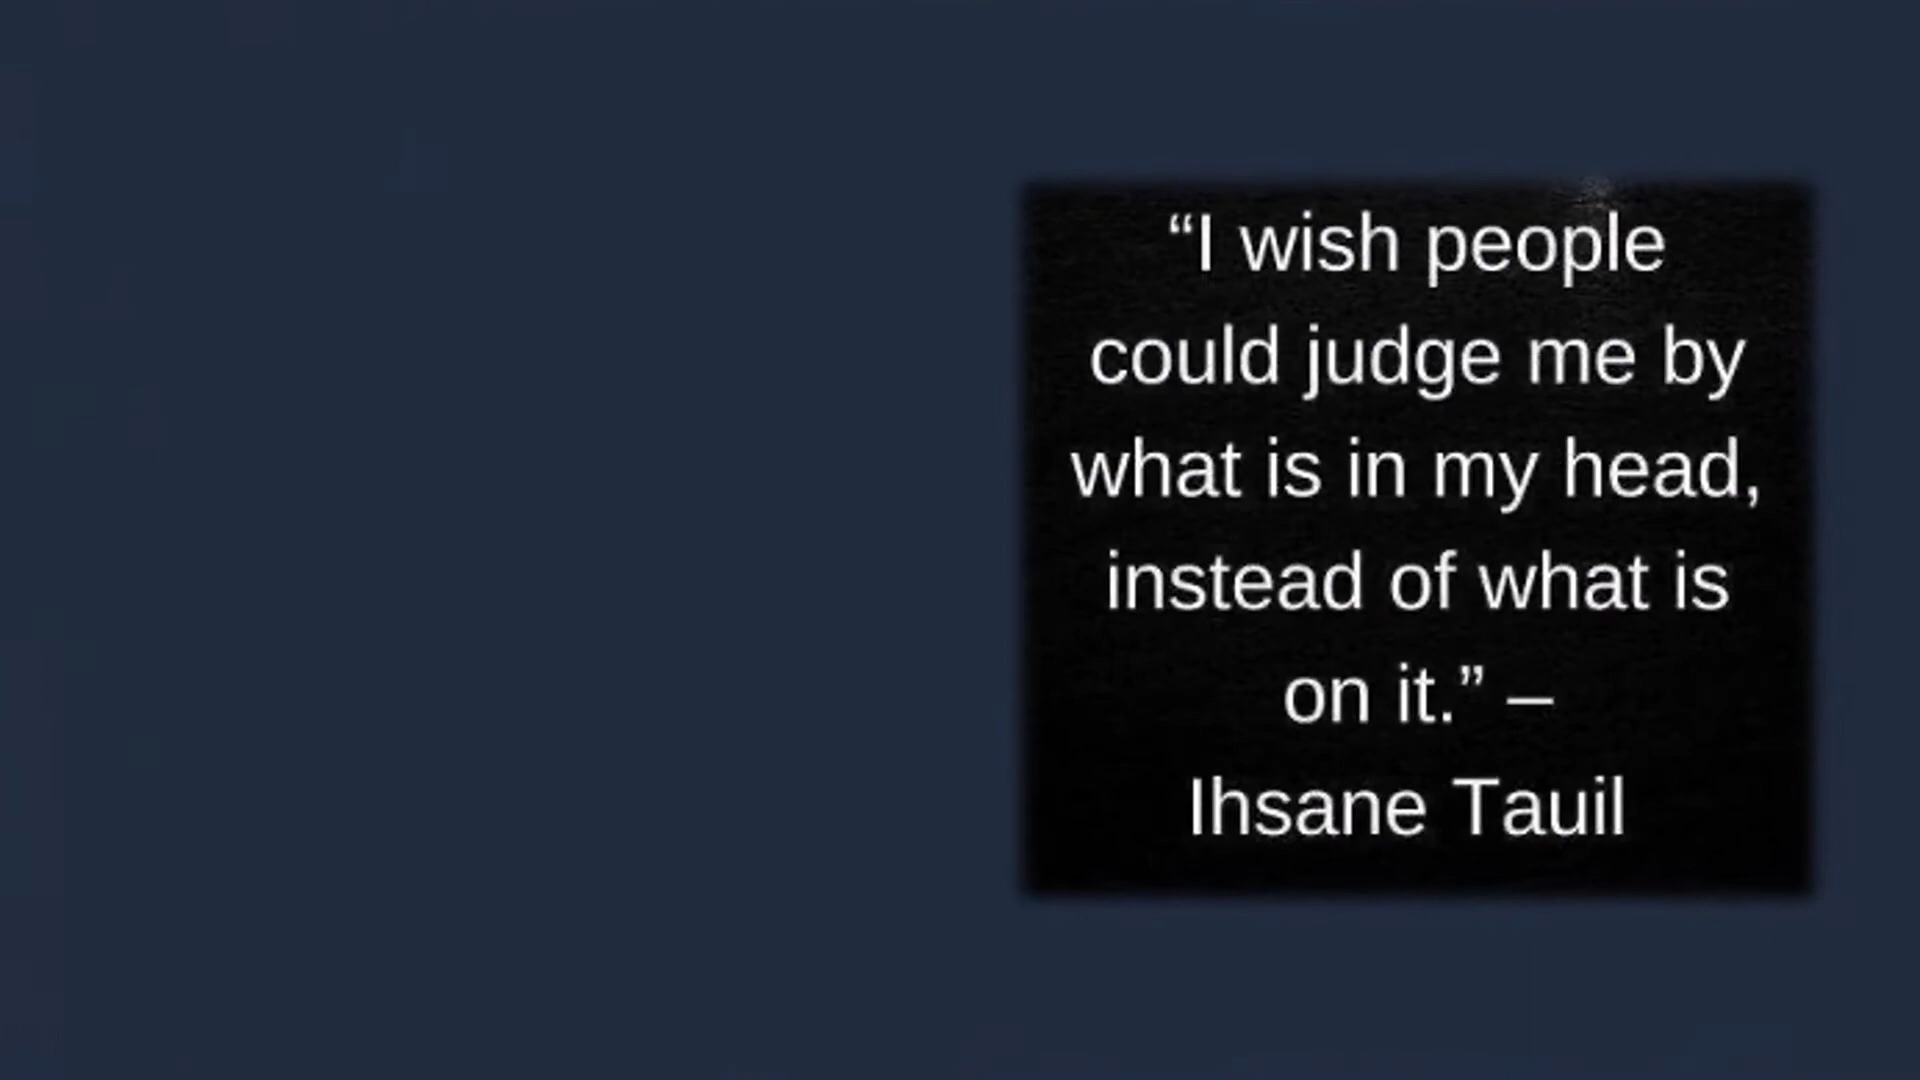 “I wish people
could judge me by
what is in my head,
instead of what is
on it.” –
Ihsane Tauil